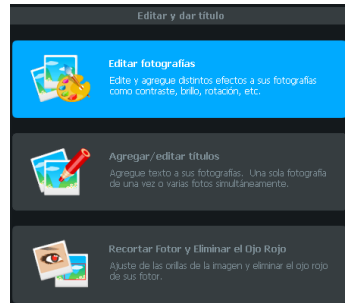 Editar y dar título
Editar fotografías
Edite y agregue distintos efectos a sus fotografías
como contraste, brillo, rotación, etc.
Agregar/editar títulos
Agregue texto a sus fotografías. Una sola fotografía
de una vez o varias fotos simultáneamente.
Recortar Fotor y Eliminar el Ojo Rojo
Ajuste de las orillas de la imagen y eliminar el ojo rojo
de sus fotor.